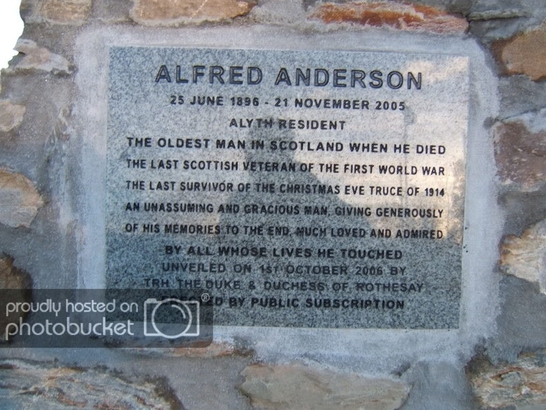 photobucket
ALFRED ANDERSON
25 JUNE 1896 - 21 NOVEMBER 2005
ALYTH RESIDENT
THE OLDEST MAN IN SCOTLAND WHEN HE DIED
THE LAST SCOTTISH VETERAN OF THE FIRST WORLD WAR
THE LAST SURVIVOR OF THE CHRISTMAS EVE TRUCE OF 1914
AN UNASSUMING AND GRACIOUS MAN, GIVING GENEROUSLY
OF HIS MEMORIES TO THE END, MUCH LOVED AND ADMIRED
BY ALL WHOSE LIVES HE TOUCHED
UNVEILED ON 1ST OCTOBER 2006 BY
TRH THE DUKE & DUCHESS OF ROTHESAY
BY PUBLIC SUBSCRIPTION
proudly hosted on
photobucket